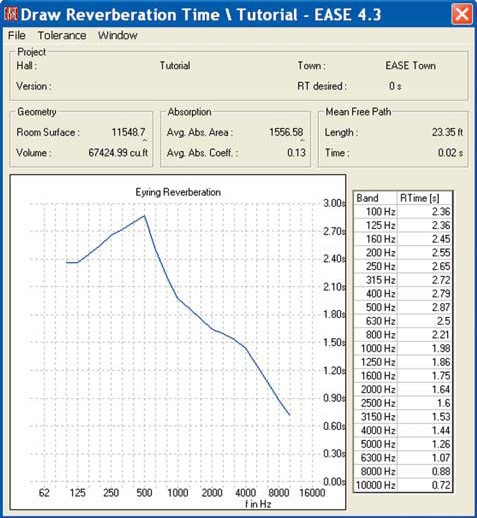 EASE Draw Reverberation Time \ Tutorial - EASE 4.3
File Tolerance Window
Project
Hall : Tutorial Town : EASE Town
Version : RT desired : 0 s
Geometry Absorption Mean Free Path
Room Surface : 11548.7 Avg. Abs. Area : 1556.58 Length : 23.35 ft
Volume : 67424.99 cu.ft Avg. Abs. Coeff. : 0.13 Time : 0.02 s
Eyring Reverberation
3.00s
2.70s
2.40s
2.10s
1.80s
1.50s
1.20s
0.90s
0.60s
0.30s
0.00s
62 125 250 500 1000 2000 4000 8000 16000
f in Hz
Band RTime [s]
100 Hz 2.36
125 Hz 2.36
160 Hz 2.45
200 Hz 2.55
250 Hz 2.65
315 Hz 2.72
400 Hz 2.79
500 Hz 2.87
630 Hz 2.5
800 Hz 2.21
1000 Hz 1.98
1250 Hz 1.86
1600 Hz 1.75
2000 Hz 1.64
2500 Hz 1.6
3150 Hz 1.53
4000 Hz 1.44
5000 Hz 1.26
6300 Hz 1.07
8000 Hz 0.88
10000 Hz 0.72